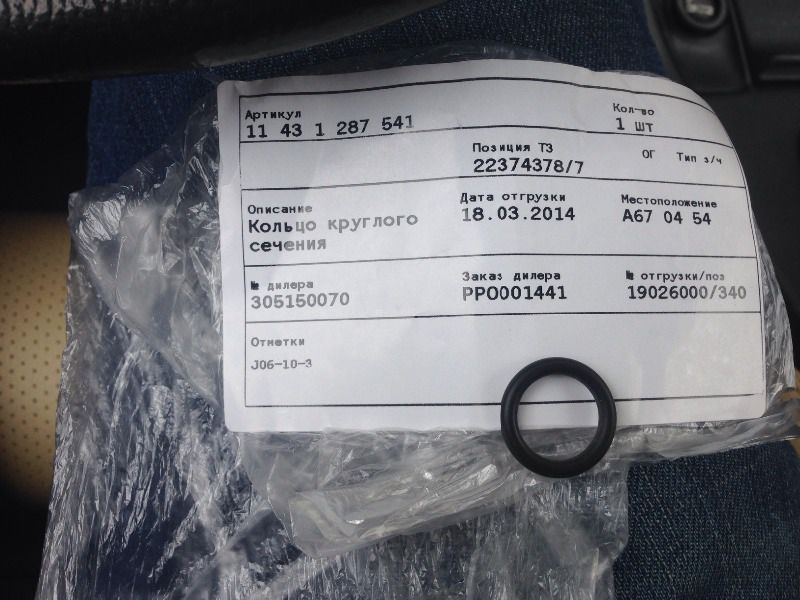 Артикул
Кол-во
11 43 1 287 541
1 шт
Позиция ТЗ
ОГ
Тип з/ч
22374378/7
Описание
Дата отгрузки
Местоположение
Кольцо круглого
18.03.2014
A67 04 54
сечения
№ дилера
Заказ дилера
№ отгрузки/поз
305150070
PPO001441
19026000/340
Отметки
J06-10-3